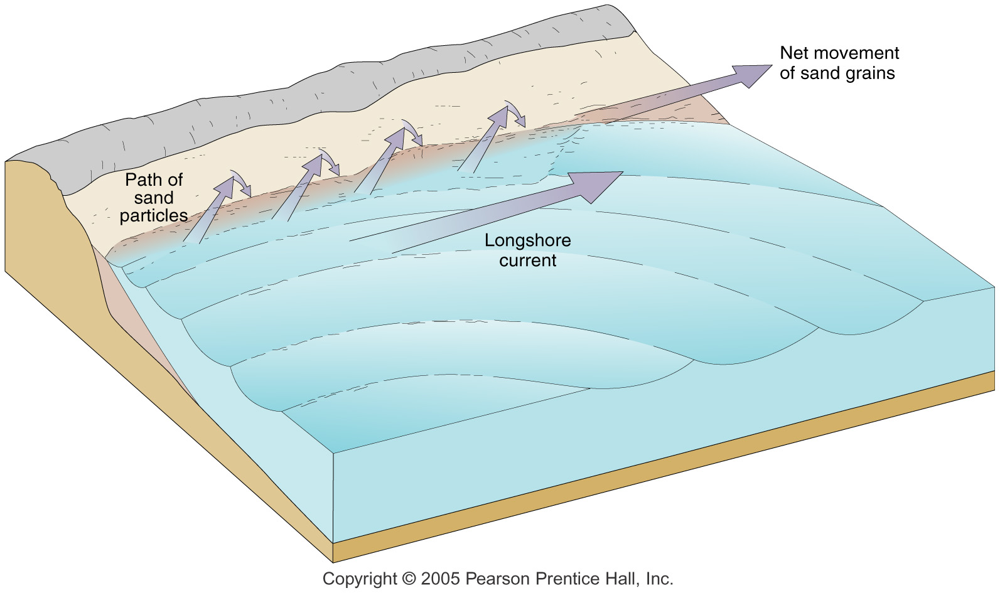 Net movement
of sand grains
Path of
sand
particles
Longshore
current
Copyright © 2005 Pearson Prentice Hall, Inc.